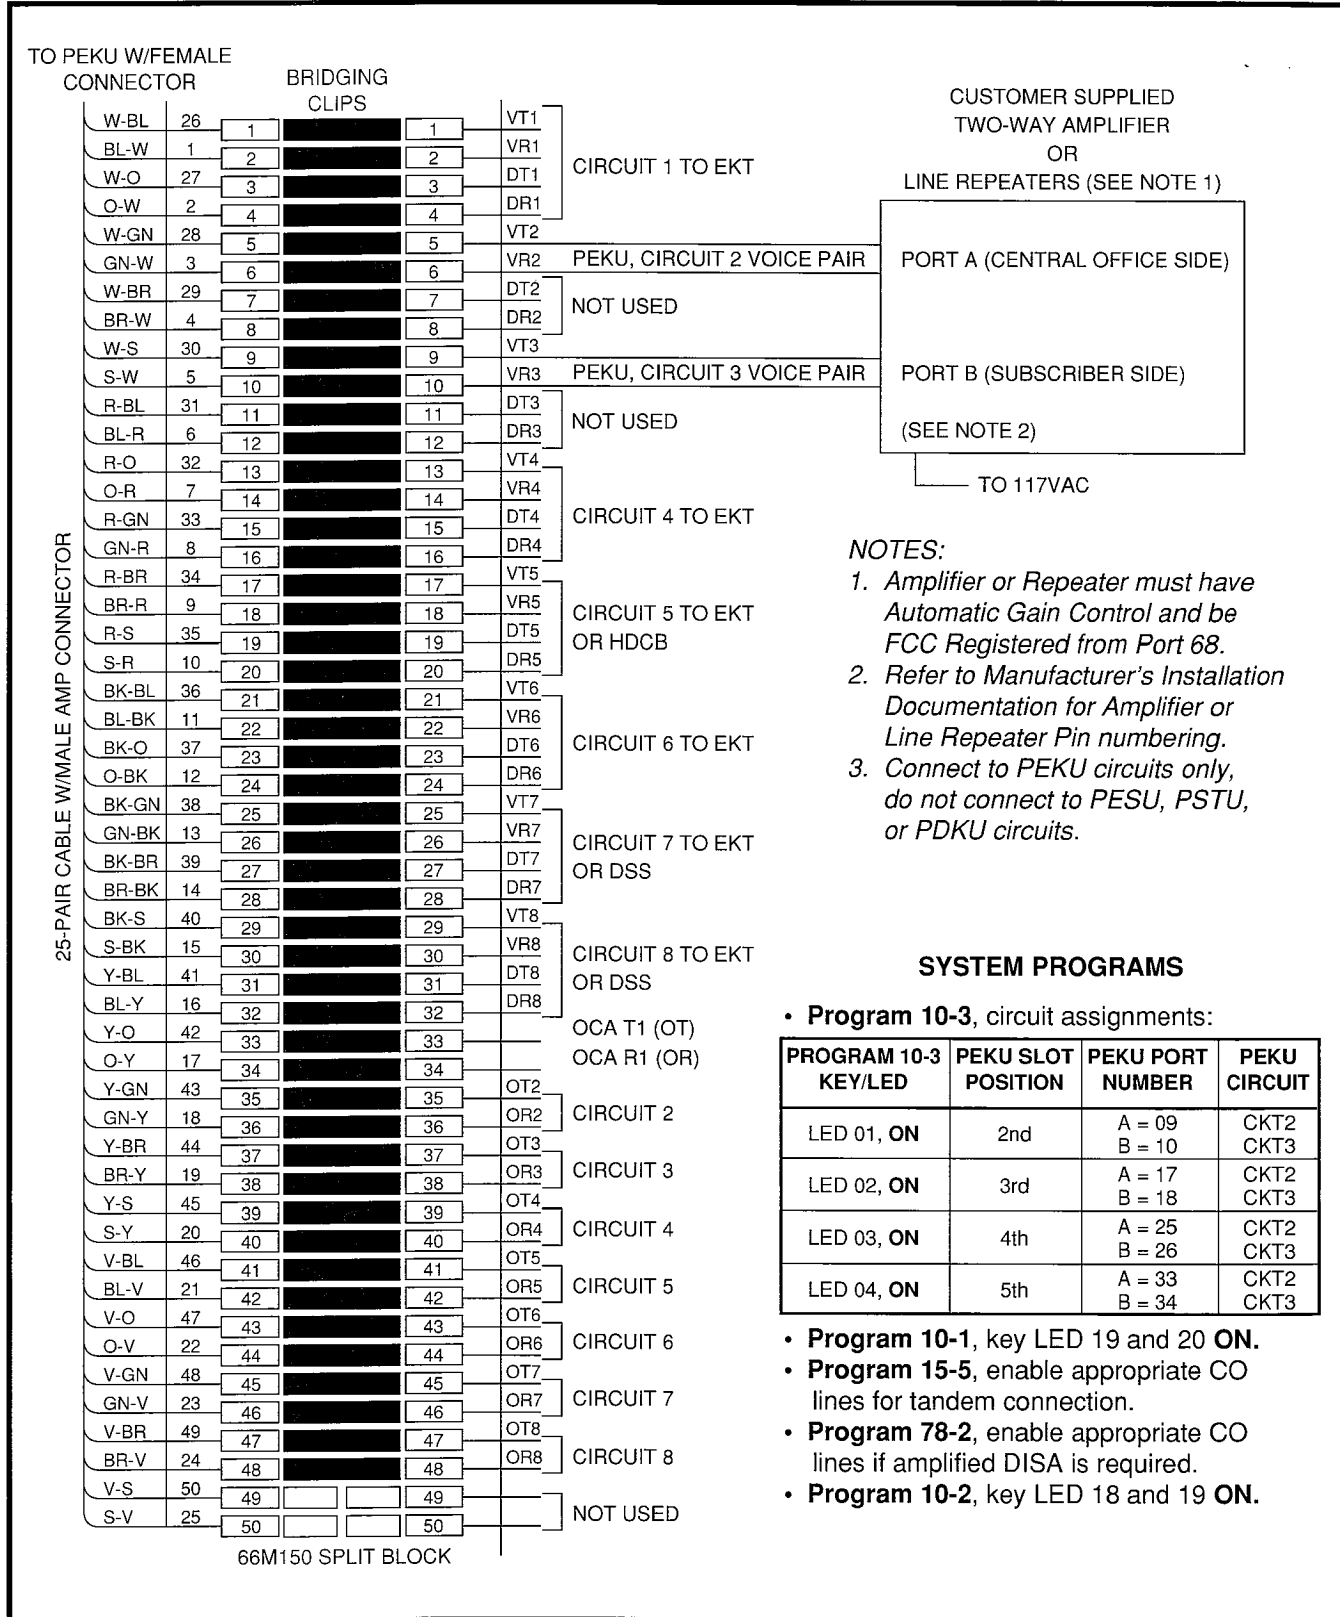 TO PEKU W/FEMALE
CONNECTOR
BRIDGING
CLIPS
25-PAIR CABLE W/MALE AMP CONNECTOR
W-BL 26 1 1 VT1
BL-W 1 2 2 VR1
W-O 27 3 3 DT1
O-W 2 4 4 DR1
CIRCUIT 1 TO EKT
W-GN 28 5 5 VT2
GN-W 3 6 6 VR2 PEKU, CIRCUIT 2 VOICE PAIR
W-BR 29 7 7 DT2
BR-W 4 8 8 DR2
NOT USED
W-S 30 9 9 VT3
S-W 5 10 10 VR3 PEKU, CIRCUIT 3 VOICE PAIR
R-BL 31 11 11 DT3
BL-R 6 12 12 DR3
NOT USED
R-O 32 13 13 VT4
O-R 7 14 14 VR4
R-GN 33 15 15 DT4
GN-R 8 16 16 DR4
CIRCUIT 4 TO EKT
R-BR 34 17 17 VT5
BR-R 9 18 18 VR5
R-S 35 19 19 DT5
S-R 10 20 20 DR5
CIRCUIT 5 TO EKT
OR HDCB
BK-BL 36 21 21 VT6
BL-BK 11 22 22 VR6
BK-O 37 23 23 DT6
O-BK 12 24 24 DR6
CIRCUIT 6 TO EKT
BK-GN 38 25 25 VT7
GN-BK 13 26 26 VR7
BK-BR 39 27 27 DT7
BR-BK 14 28 28 DR7
CIRCUIT 7 TO EKT
OR DSS
BK-S 40 29 29 VT8
S-BK 15 30 30 VR8
Y-BL 41 31 31 DT8
BL-Y 16 32 32 DR8
CIRCUIT 8 TO EKT
OR DSS
Y-O 42 33 33 OCA T1 (OT)
O-Y 17 34 34 OCA R1 (OR)
Y-GN 43 35 35 OT2
GN-Y 18 36 36 OR2
CIRCUIT 2
Y-BR 44 37 37 OT3
BR-Y 19 38 38 OR3
CIRCUIT 3
Y-S 45 39 39 OT4
S-Y 20 40 40 OR4
CIRCUIT 4
V-BL 46 41 41 OT5
BL-V 21 42 42 OR5
CIRCUIT 5
V-O 47 43 43 OT6
O-V 22 44 44 OR6
CIRCUIT 6
V-GN 48 45 45 OT7
GN-V 23 46 46 OR7
CIRCUIT 7
V-BR 49 47 47 OT8
BR-V 24 48 48 OR8
CIRCUIT 8
V-S 50 49 49
S-V 25 50 50
NOT USED
66M150 SPLIT BLOCK
CUSTOMER SUPPLIED
TWO-WAY AMPLIFIER
OR
LINE REPEATERS (SEE NOTE 1)
PORT A (CENTRAL OFFICE SIDE)
PORT B (SUBSCRIBER SIDE)
(SEE NOTE 2)
TO 117VAC
NOTES:
1. Amplifier or Repeater must have
Automatic Gain Control and be
FCC Registered from Port 68.
2. Refer to Manufacturer's Installation
Documentation for Amplifier or
Line Repeater Pin numbering.
3. Connect to PEKU circuits only,
do not connect to PESU, PSTU,
or PDKU circuits.
SYSTEM PROGRAMS
• Program 10-3, circuit assignments:
PROGRAM 10-3 PEKU SLOT PEKU PORT PEKU
KEY/LED POSITION NUMBER CIRCUIT
LED 01, ON 2nd A = 09 CKT2
B = 10 CKT3
LED 02, ON 3rd A = 17 CKT2
B = 18 CKT3
LED 03, ON 4th A = 25 CKT2
B = 26 CKT3
LED 04, ON 5th A = 33 CKT2
B = 34 CKT3
• Program 10-1, key LED 19 and 20 ON.
• Program 15-5, enable appropriate CO
lines for tandem connection.
• Program 78-2, enable appropriate CO
lines if amplified DISA is required.
• Program 10-2, key LED 18 and 19 ON.